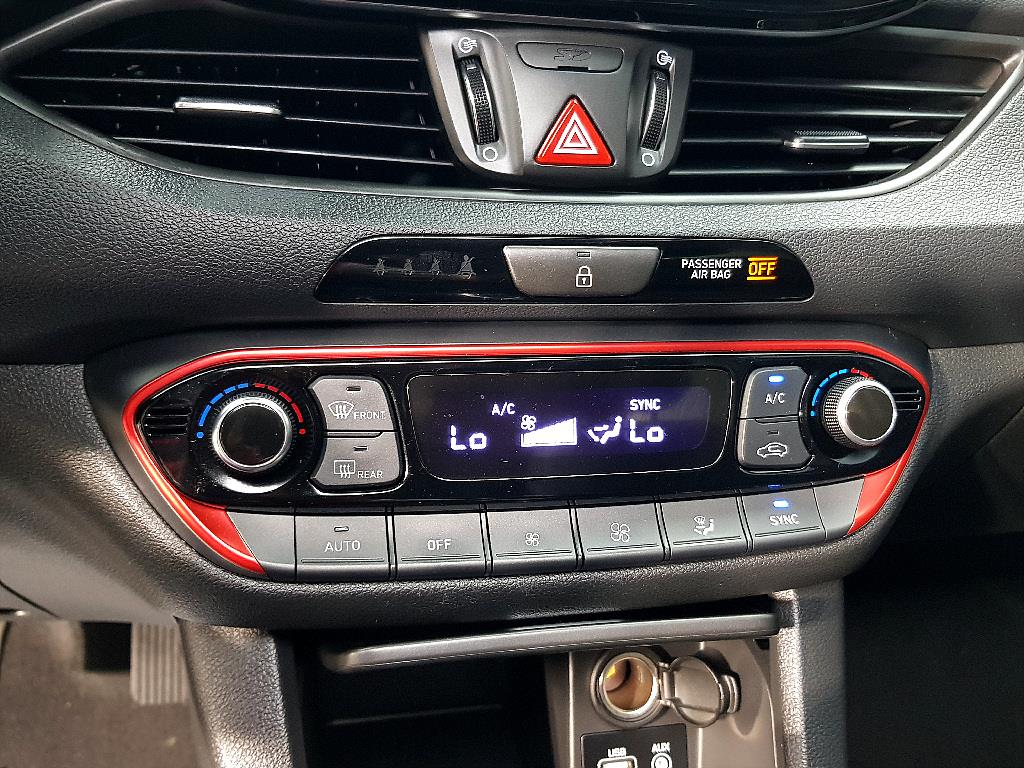 PASSENGER
AIR BAG OFF
A/C SYNC
Lo Lo
FRONT
REAR
A/C
AUTO OFF SYNC
USB AUX